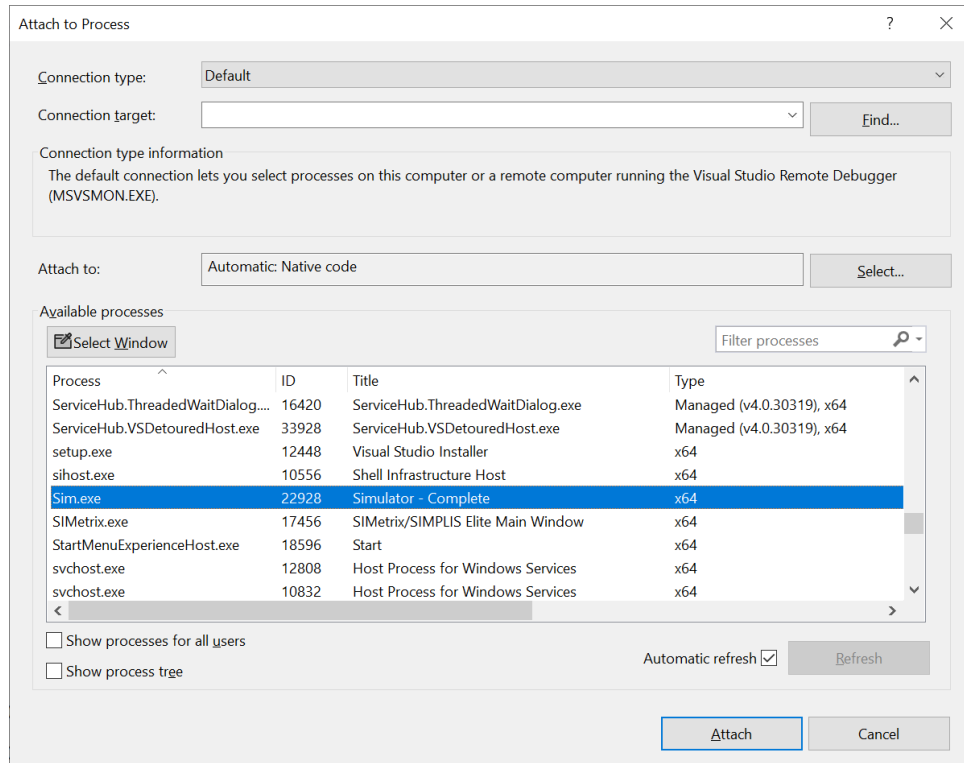 Attach to Process
Connection type: Default
Connection target: Find...
Connection type information
The default connection lets you select processes on this computer or a remote computer running the Visual Studio Remote Debugger
(MSVSMON.EXE).
Attach to: Automatic: Native code Select...
Available processes
Select Window Filter processes
Process ID Title Type
ServiceHub.ThreadedWaitDialog.... 16420 ServiceHub.ThreadedWaitDialog.exe Managed (v4.0.30319), x64
ServiceHub.VSDetouredHost.exe 33928 ServiceHub.VSDetouredHost.exe Managed (v4.0.30319), x64
setup.exe 12448 Visual Studio Installer x64
sihost.exe 10556 Shell Infrastructure Host x64
Sim.exe 22928 Simulator - Complete x64
SIMetrix.exe 17456 SIMetrix/SIMPLIS Elite Main Window x64
StartMenuExperienceHost.exe 18596 Start x64
svchost.exe 12808 Host Process for Windows Services x64
svchost.exe 10832 Host Process for Windows Services x64
Show processes for all users
Automatic refresh Refresh
Show process tree
Attach Cancel